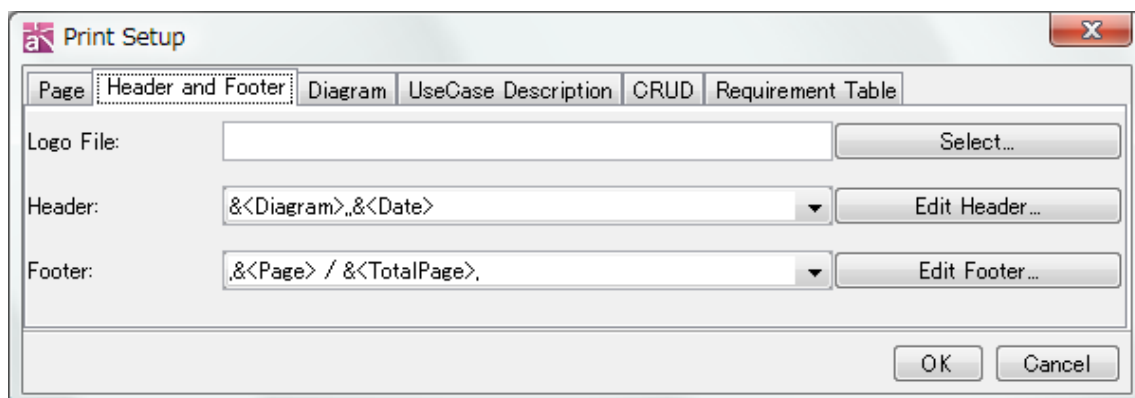 Print Setup
Page Header and Footer Diagram UseCase Description CRUD Requirement Table
Logo File: Select...
Header: &<Diagram>,,&<Date> Edit Header...
Footer: ,&<Page> / &<TotalPage>, Edit Footer...
OK Cancel